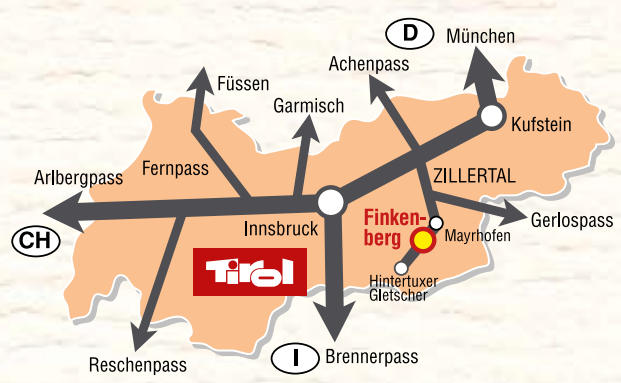 D
München
Achenpass
Füssen
Garmisch
Kufstein
Fernpass
Arlbergpass
ZILLERTAL
CH
Innsbruck
Finken-
berg
Gerlospass
Mayrhofen
Tirol
Hintertuxer
Gletscher
Reschenpass
I
Brennerpass